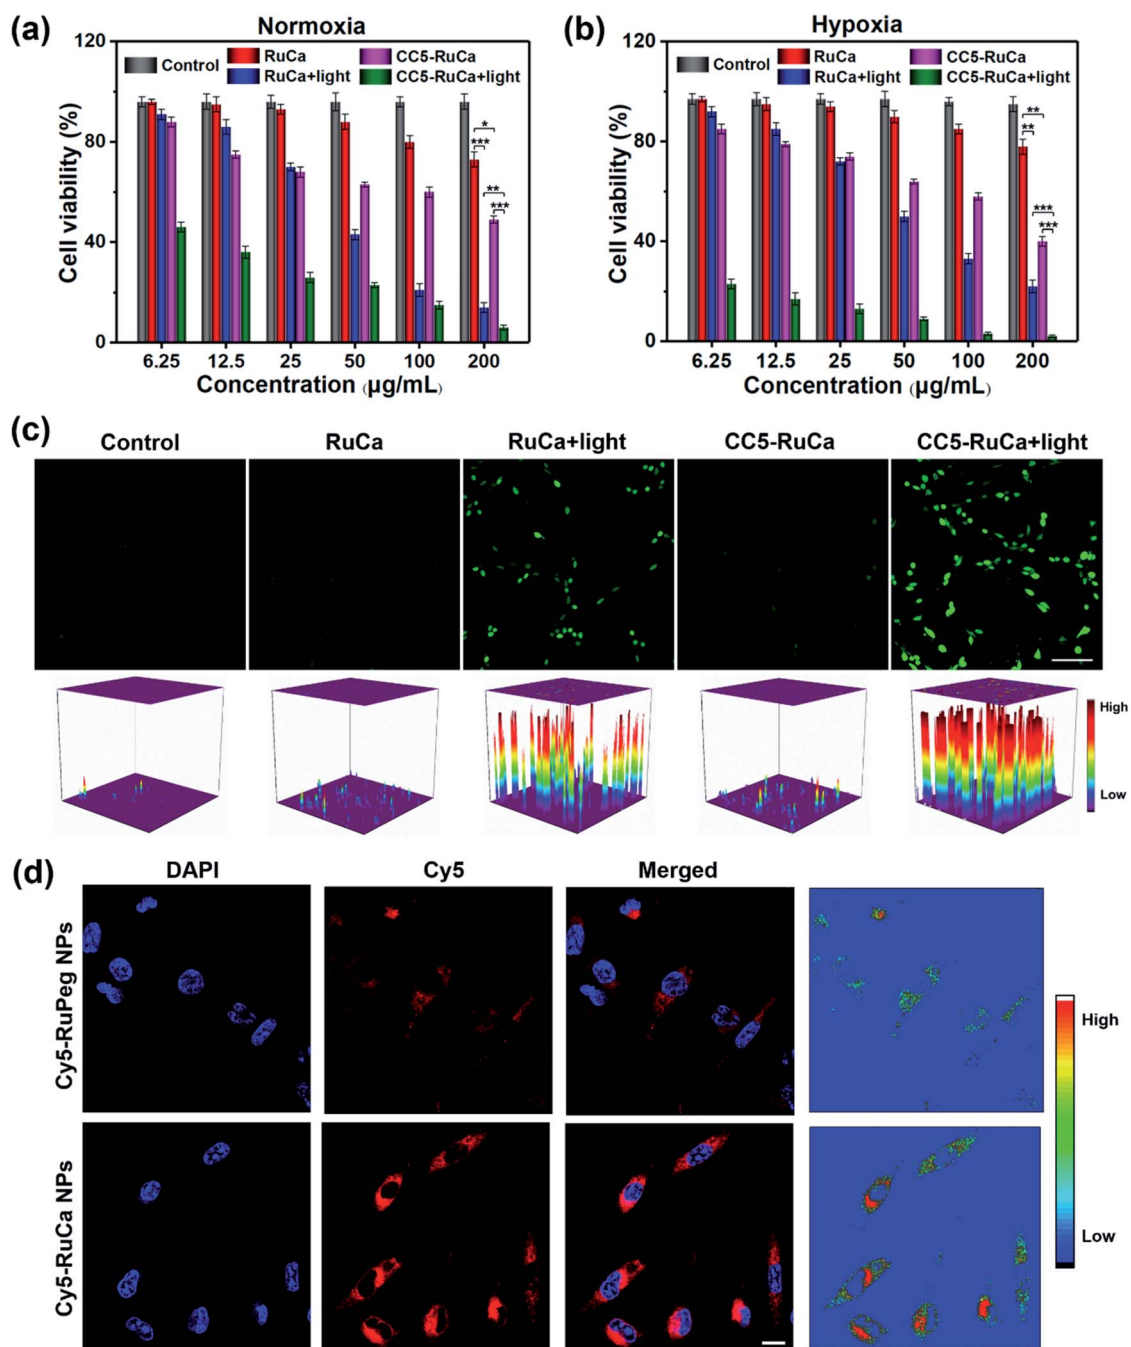 (a)
Normoxia
120
Control
RuCa
CC5-RuCa
RuCa+light
CC5-RuCa+light
80
40
0
Cell viability (%)
*
***
**
***
6.25 12.5 25 50 100 200
Concentration (µg/mL)
(b)
Hypoxia
120
Control
RuCa
CC5-RuCa
RuCa+light
CC5-RuCa+light
80
40
0
Cell viability (%)
**
**
***
***
6.25 12.5 25 50 100 200
Concentration (µg/mL)
(c)
Control RuCa RuCa+light CC5-RuCa CC5-RuCa+light
High
Low
(d)
DAPI Cy5 Merged
Cy5-RuPeg NPs
Cy5-RuCa NPs
High
Low